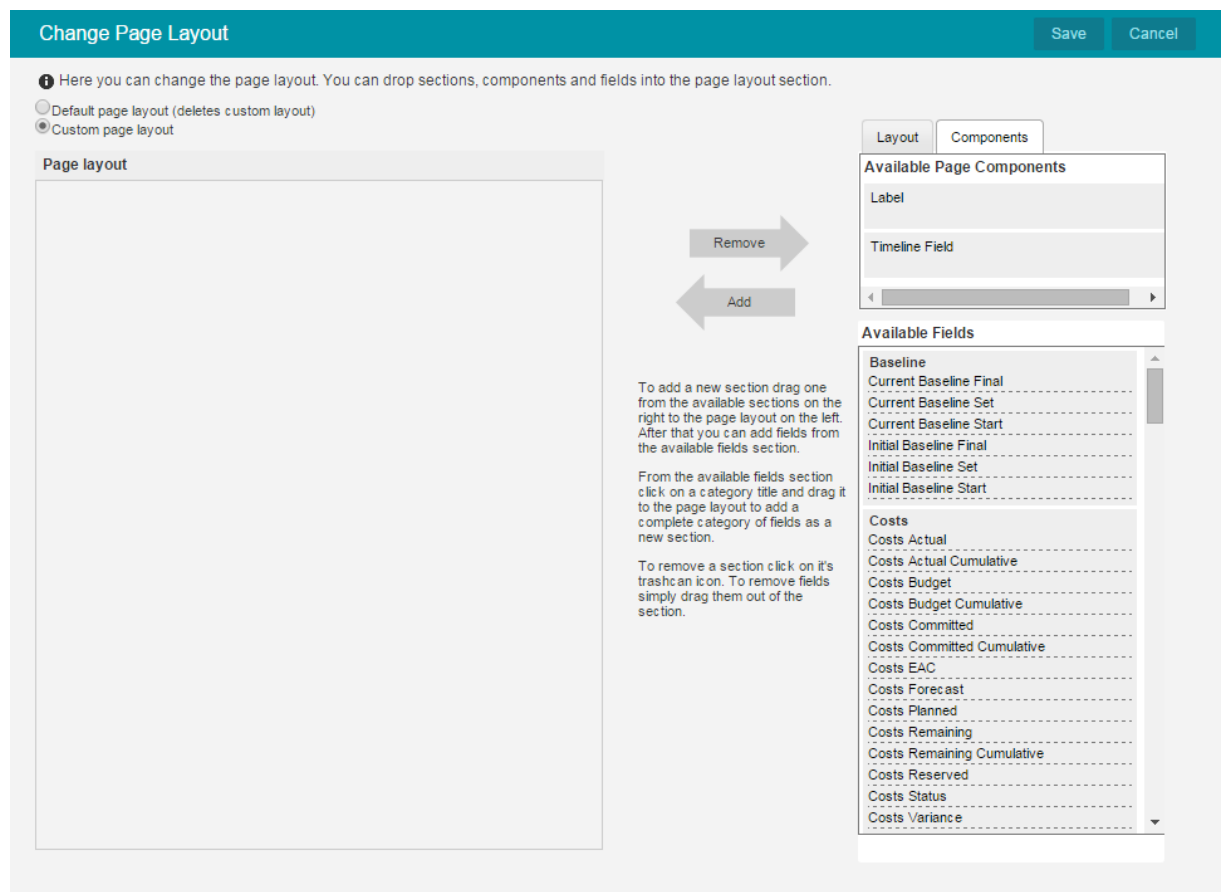 Change Page Layout
Save
Cancel
Here you can change the page layout. You can drop sections, components and fields into the page layout section.
Default page layout (deletes custom layout)
Custom page layout
Page layout
Remove
Add
To add a new section drag one
from the available sections on the
right to the page layout on the left.
After that you can add fields from
the available fields section.
From the available fields section
click on a category title and drag it
to the page layout to add a
complete category of fields as a
new section.
To remove a section click on it's
trashcan icon. To remove fields
simply drag them out of the
section.
Layout
Components
Available Page Components
Label
Timeline Field
Available Fields
Baseline
Current Baseline Final
Current Baseline Set
Current Baseline Start
Initial Baseline Final
Initial Baseline Set
Initial Baseline Start
Costs
Costs Actual
Costs Actual Cumulative
Costs Budget
Costs Budget Cumulative
Costs Committed
Costs Committed Cumulative
Costs EAC
Costs Forecast
Costs Planned
Costs Remaining
Costs Remaining Cumulative
Costs Reserved
Costs Status
Costs Variance